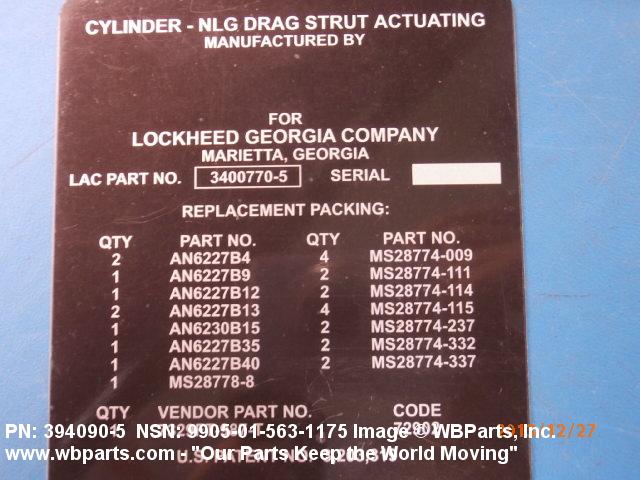 CYLINDER - NLG DRAG STRUT ACTUATING
MANUFACTURED BY
FOR
LOCKHEED GEORGIA COMPANY
MARIETTA, GEORGIA
LAC PART NO. 3400770-5 SERIAL
REPLACEMENT PACKING:
QTY PART NO. QTY PART NO.
2 AN6227B4 4 MS28774-009
1 AN6227B9 2 MS28774-111
1 AN6227B12 2 MS28774-114
2 AN6227B13 4 MS28774-115
1 AN6230B15 2 MS28774-237
1 AN6227B35 2 MS28774-332
1 AN6227B40 2 MS28774-337
1 MS28778-8
QTY VENDOR PART NO. CODE
1 72902
PN: 394090-5 NSN: 9905-01-563-1175 Image © WBParts, Inc.
U.S. PATENT NO.
www.wbparts.com - "Our Parts Keep the World Moving"